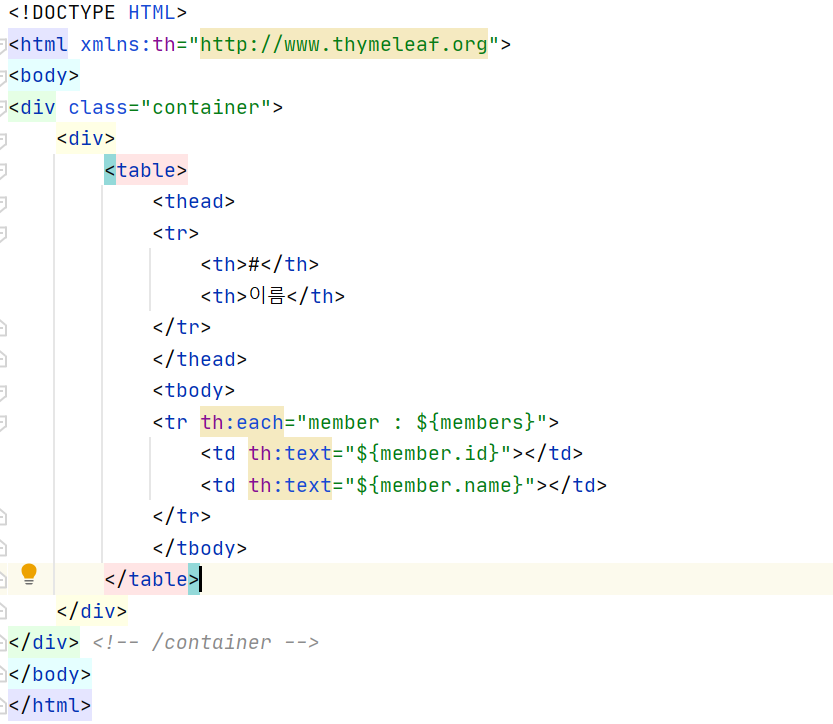 <!DOCTYPE HTML>
<html xmlns:th="http://www.thymeleaf.org">
<body>
<div class="container">
    <div>
        <table>
            <thead>
            <tr>
                <th>#</th>
                <th>이름</th>
            </tr>
            </thead>
            <tbody>
            <tr th:each="member : ${members}">
                <td th:text="${member.id}"></td>
                <td th:text="${member.name}"></td>
            </tr>
            </tbody>
        </table>
    </div>
</div> <!-- /container -->
</body>
</html>